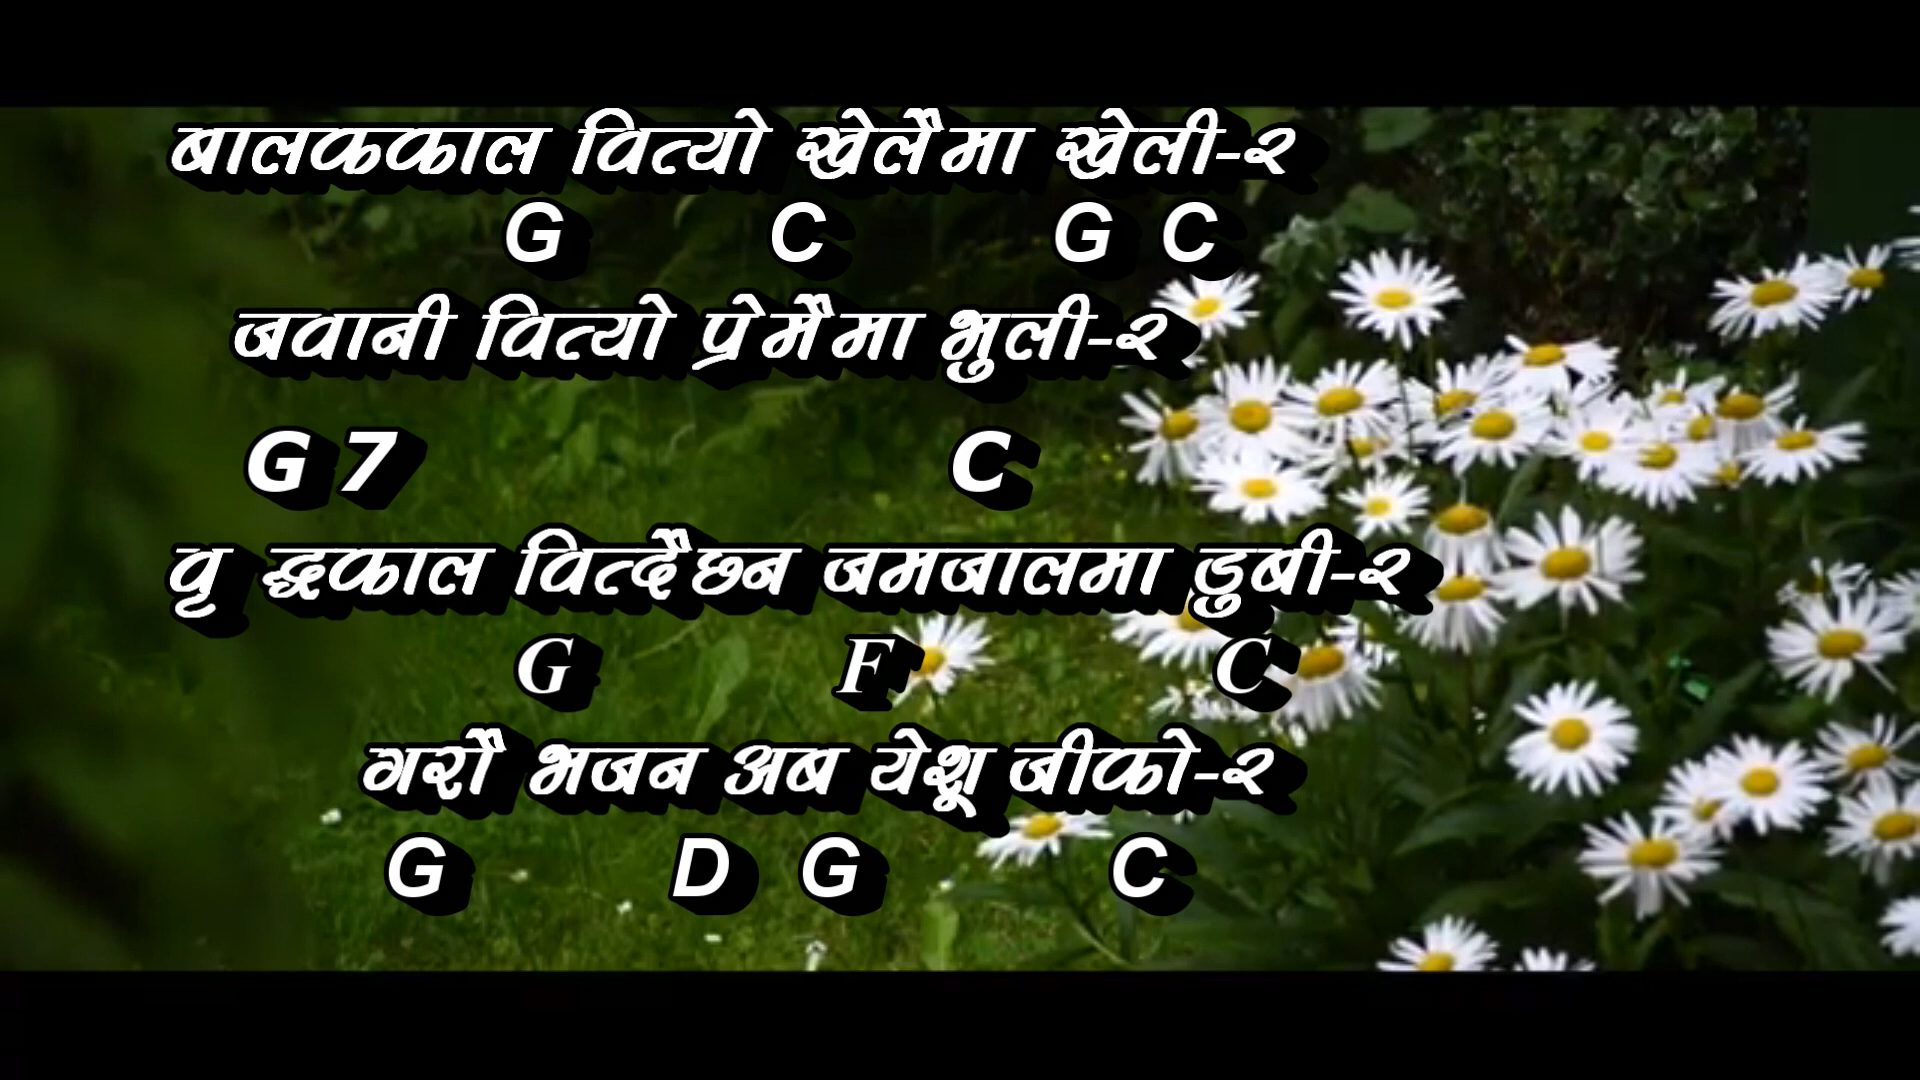 बालककाल वित्यो खेलैमा खेली-२
G C G C
जवानी वित्यो प्रेमैमा भुली-२
G 7 C
वृ द्धकाल वित्दैछन जमजालमा डुबी-२
G F C
गरौ भजन अब येशू जीको-२
G D G C